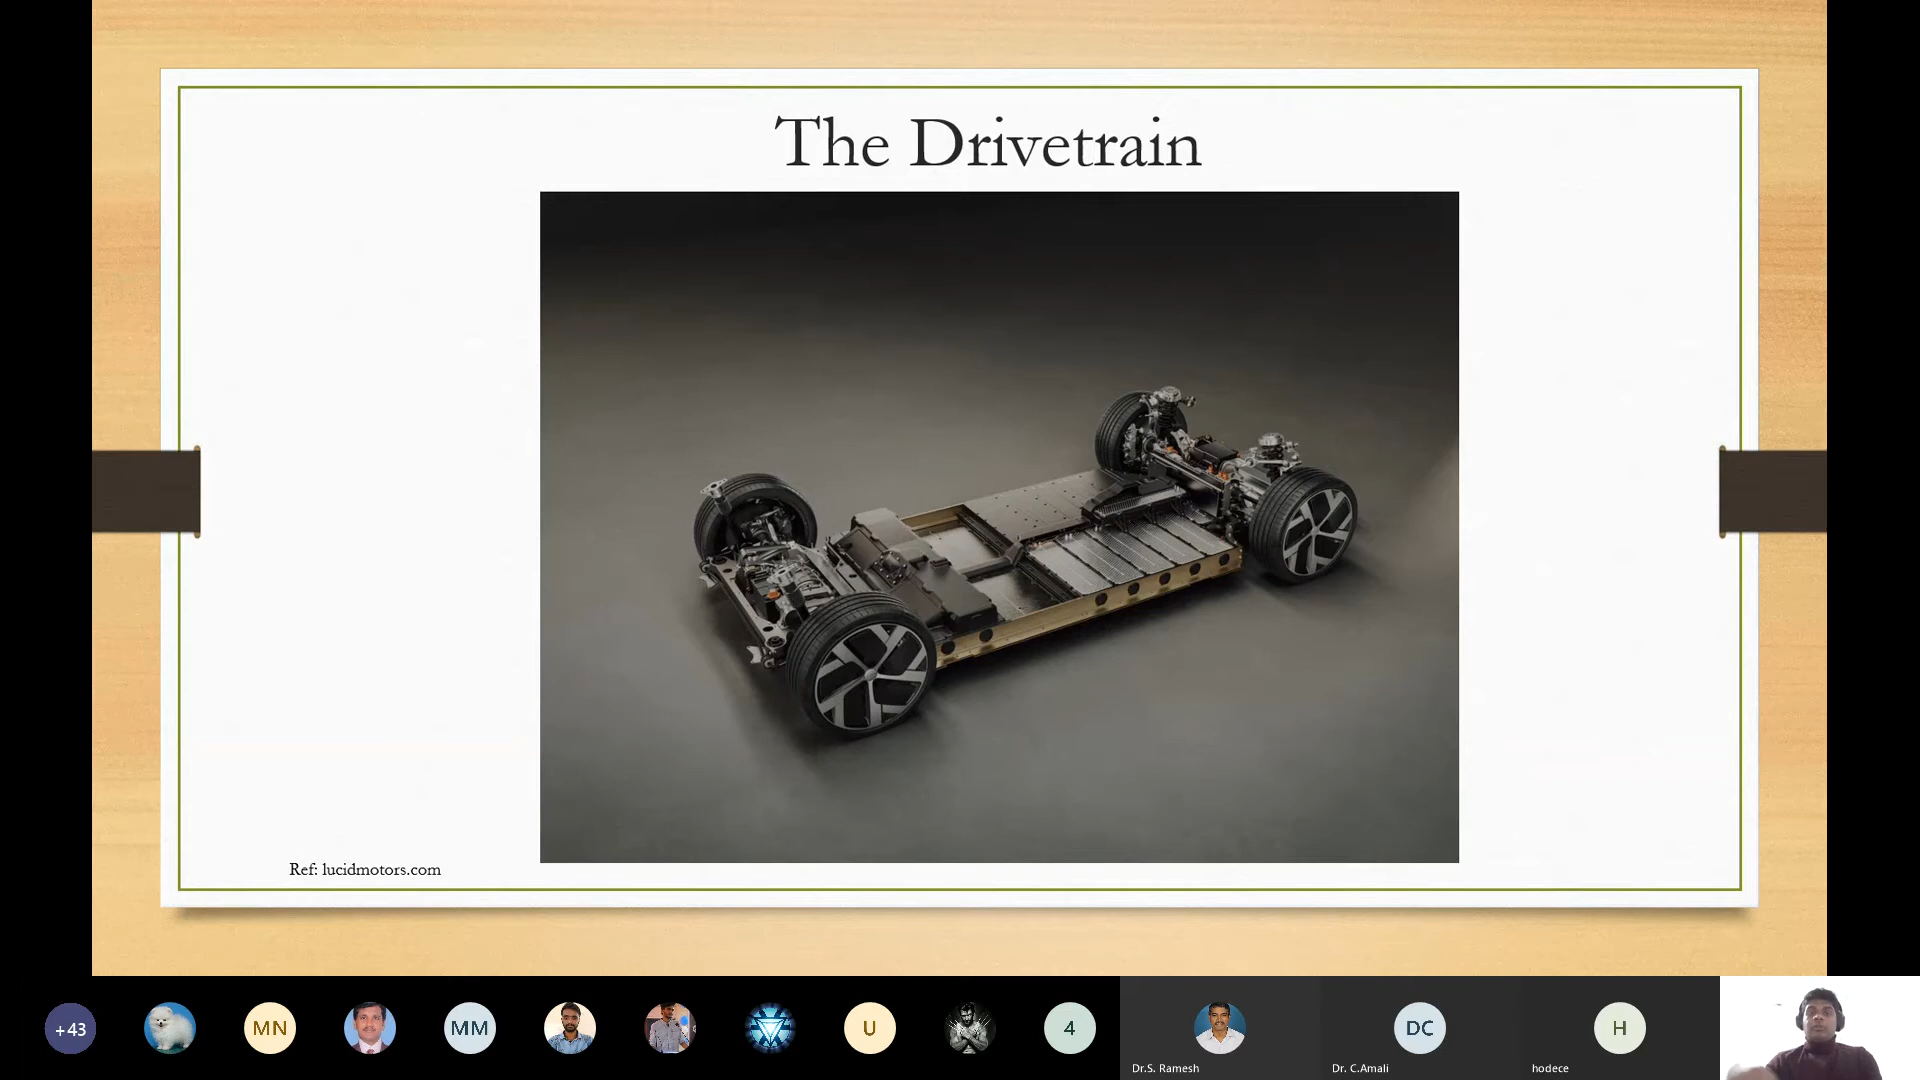 The Drivetrain
Ref: lucidmotors.com
+43
MN
MM
U
4
DC
H
Dr.S. Ramesh
Dr. C.Amali
hodece